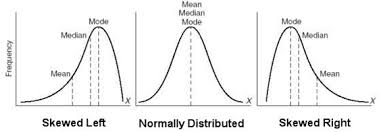 Mode
Median
Mean
Frequency
X
Skewed Left
Mean
Median
Mode
X
Normally Distributed
Mode
Median
Mean
X
Skewed Right